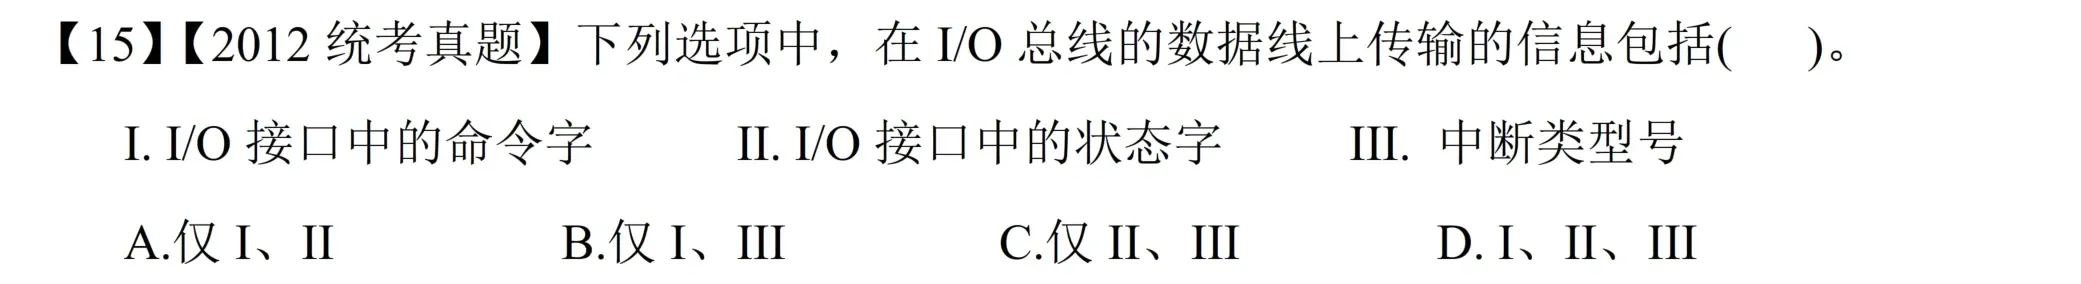 【15】【2012 统考真题】下列选项中，在 I/O 总线的数据线上传输的信息包括(    )。
I. I/O 接口中的命令字    II. I/O 接口中的状态字    III. 中断类型号
A.仅 I、II    B.仅 I、III    C.仅 II、III    D. I、II、III